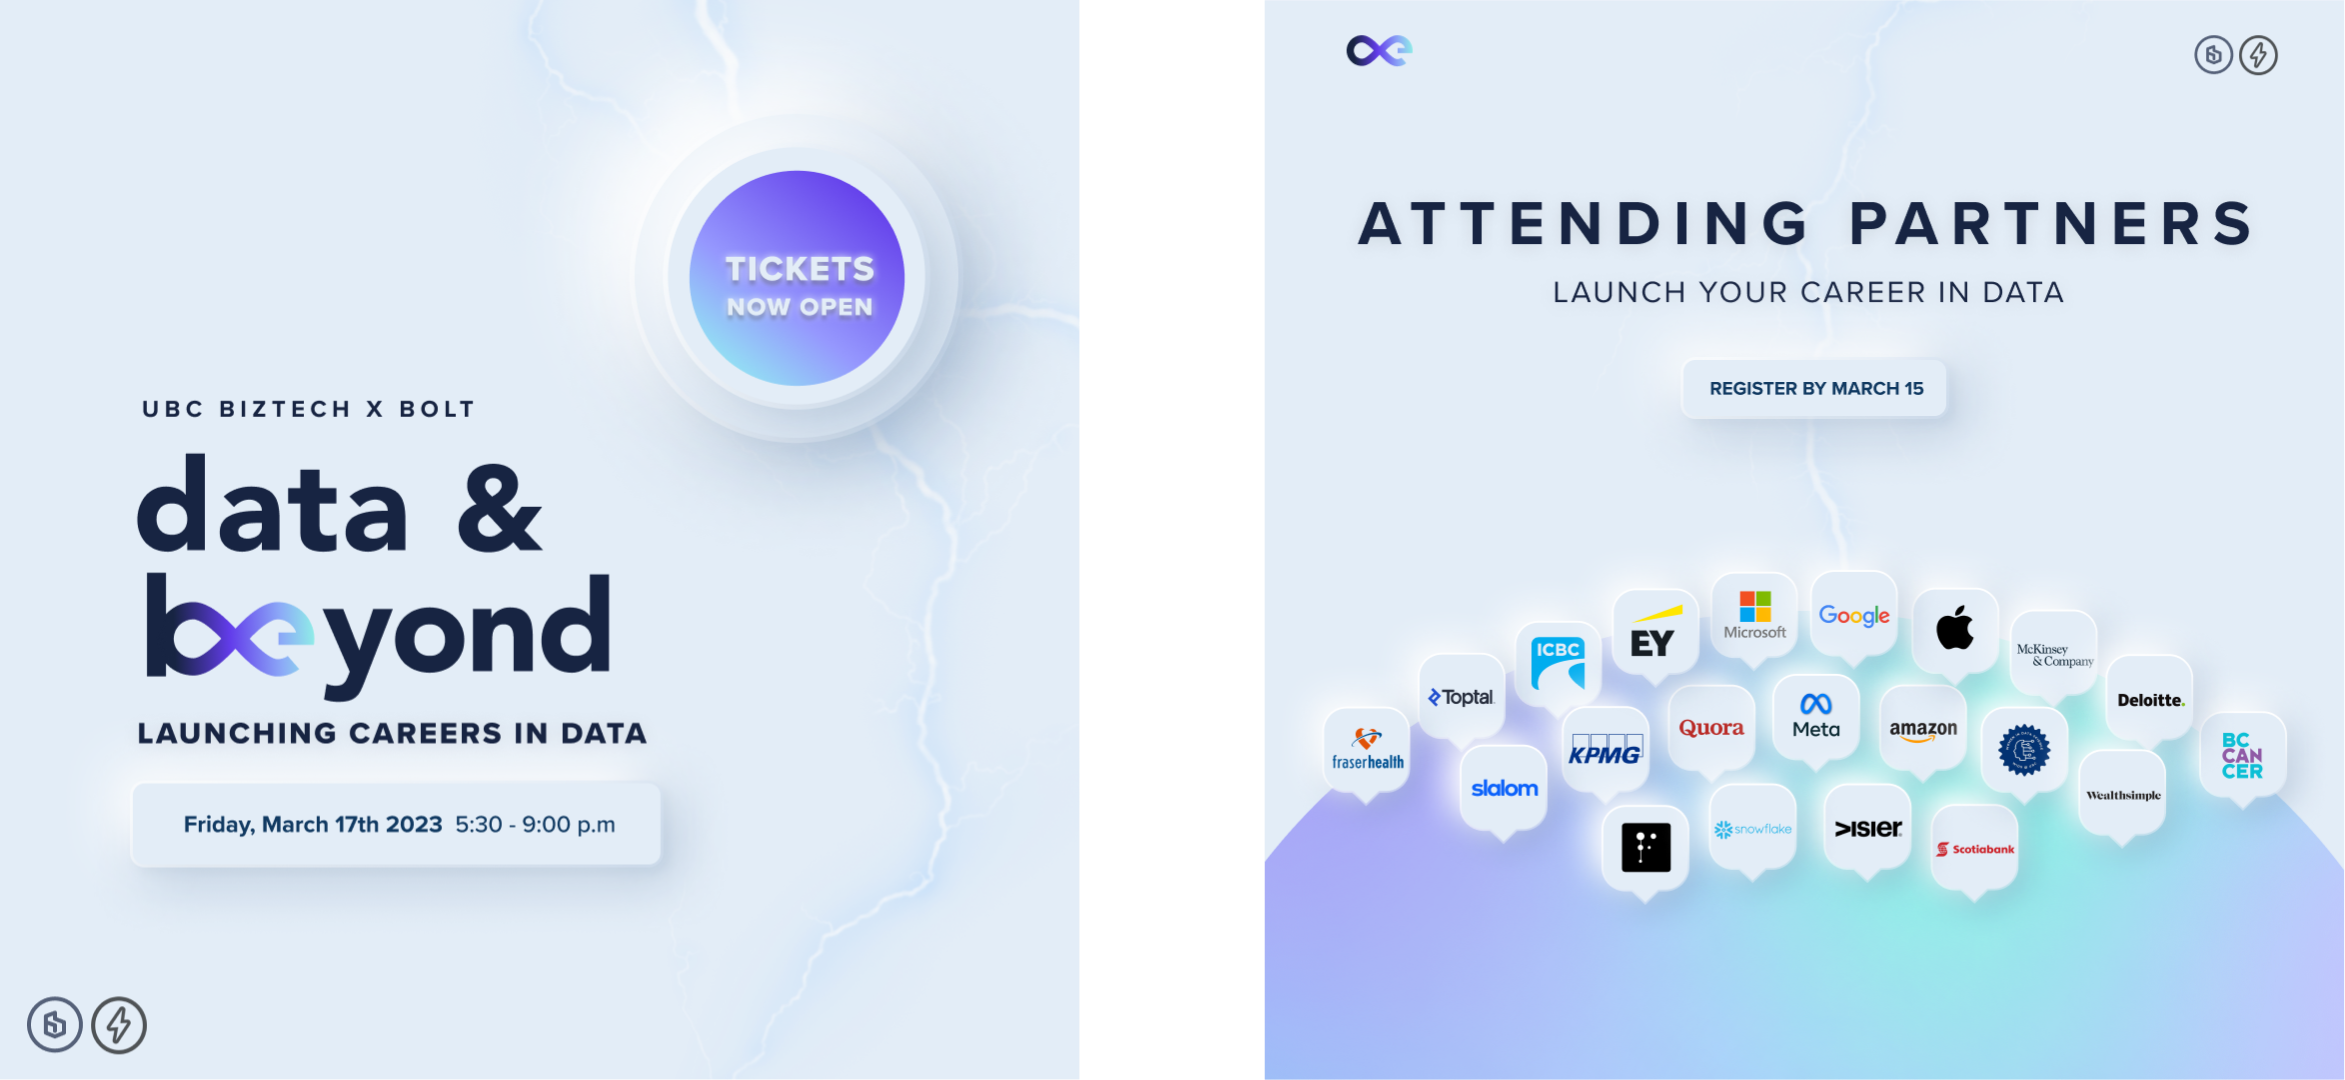 TICKETS
NOW OPEN
UBC BIZTECH X BOLT
data &
beyond
LAUNCHING CAREERS IN DATA
Friday, March 17th 2023 5:30 - 9:00 p.m
ATTENDING PARTNERS
LAUNCH YOUR CAREER IN DATA
REGISTER BY MARCH 15
fraserhealth
Toptal
ICBC
EY
Microsoft
Google
McKinsey
& Company
Deloitte.
BC
CAN
CER
slalom
KPMG
Quora
Meta
amazon
Wealthsimple
snowflake
>ISIER
Scotiabank